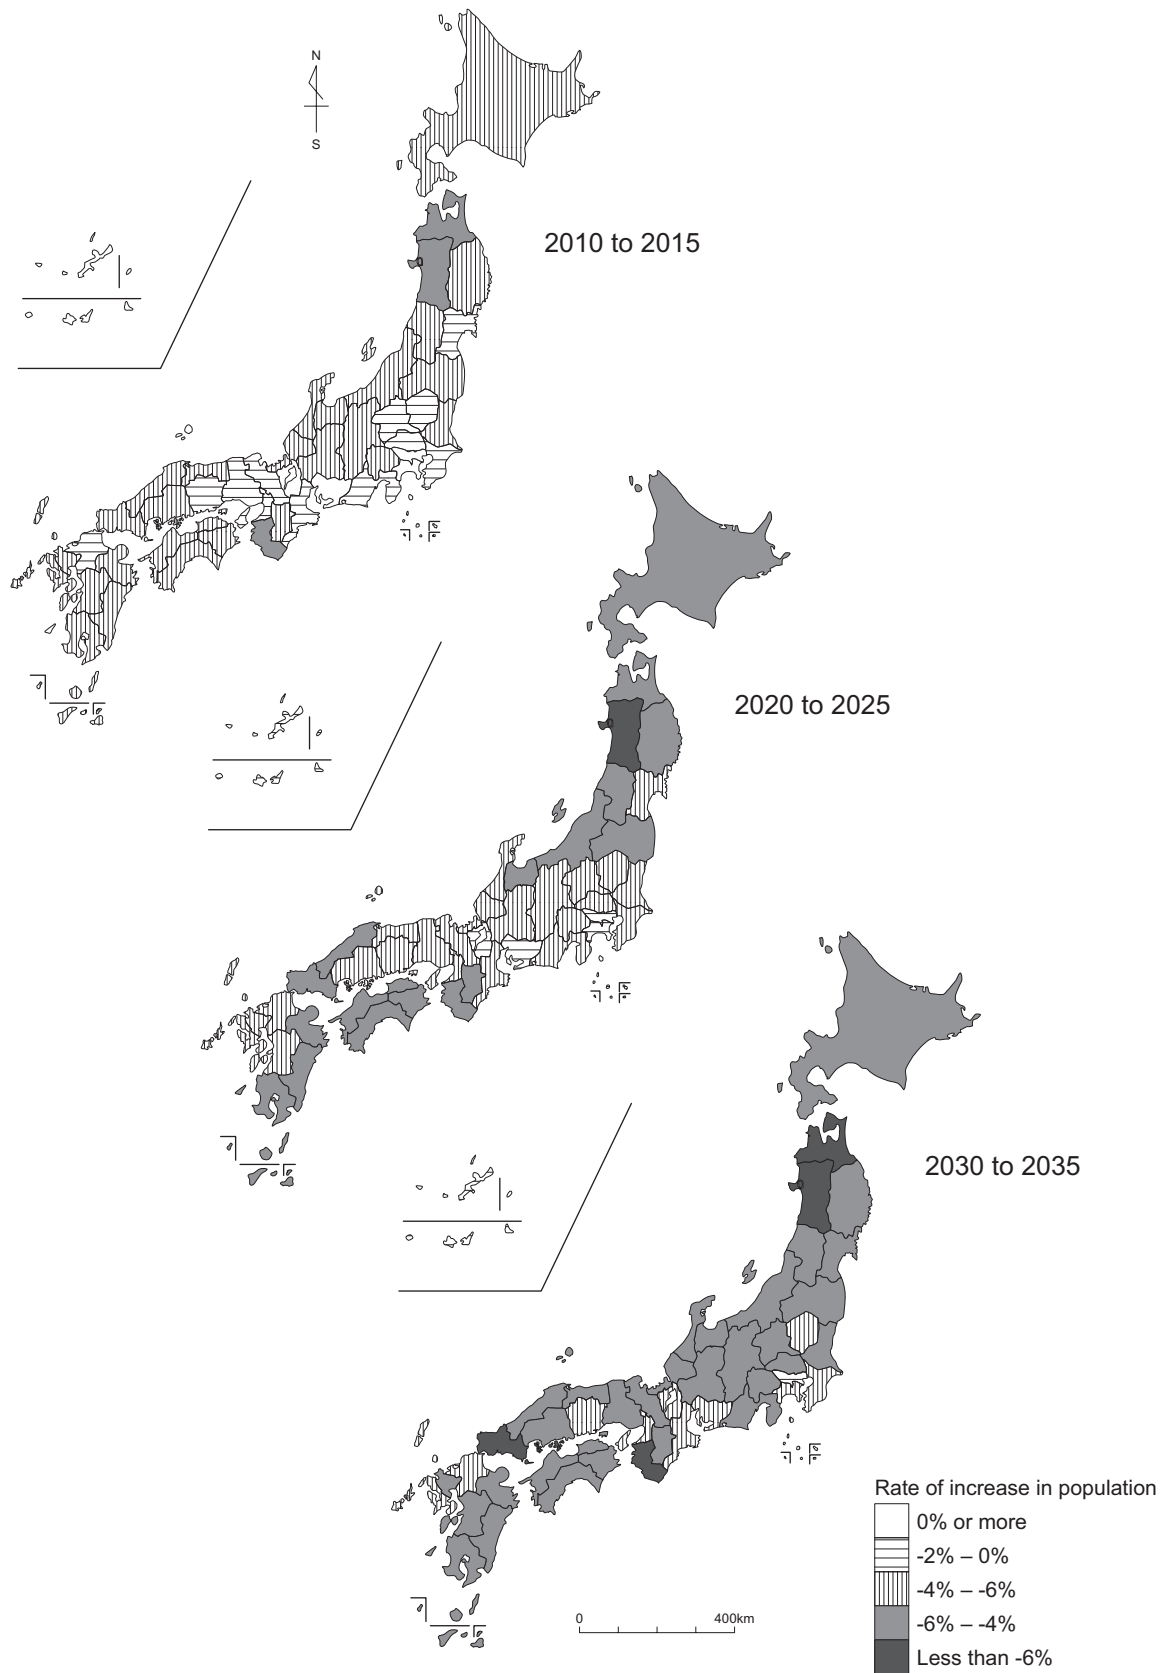 N
S
2010 to 2015
2020 to 2025
2030 to 2035
Rate of increase in population
0% or more
-2% – 0%
-4% – -6%
-6% – -4%
Less than -6%
0 400km